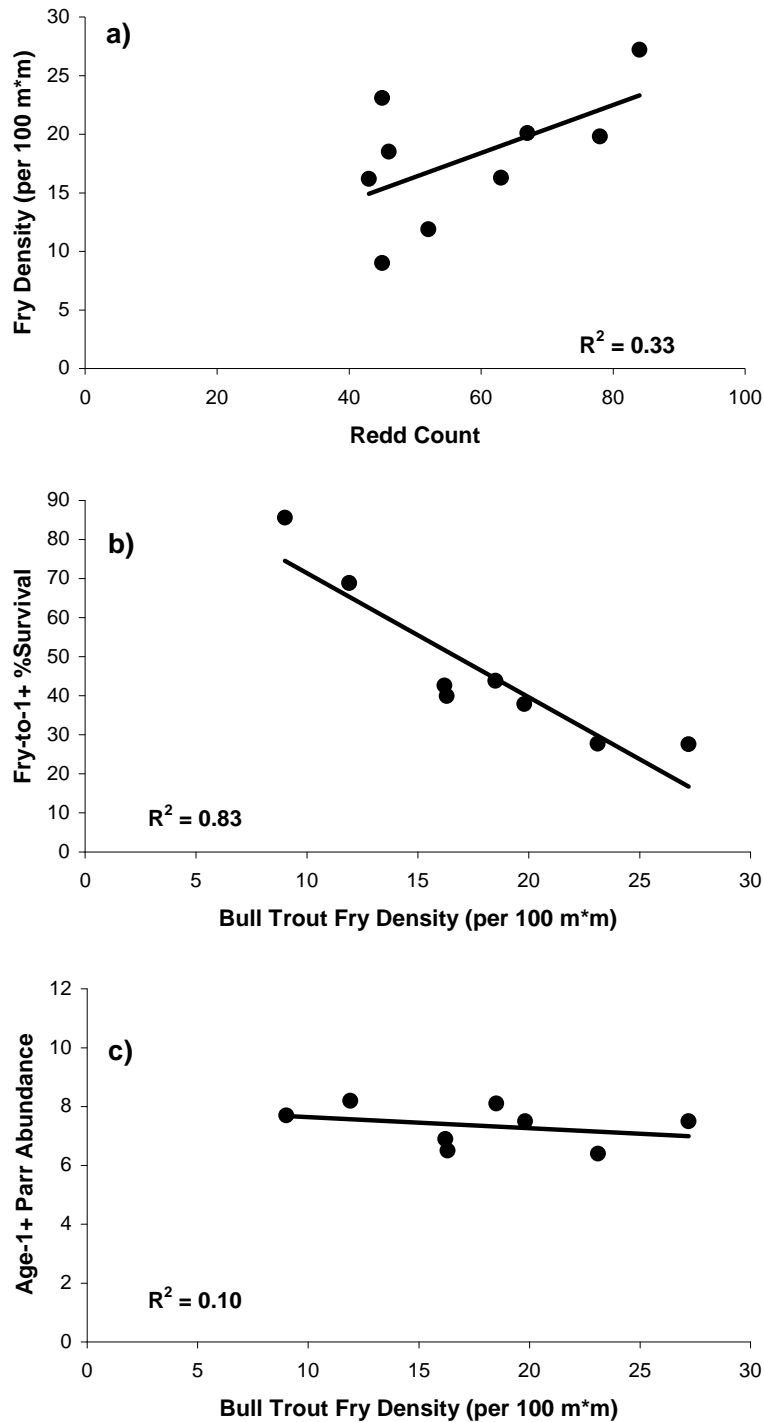 a)
Fry Density (per 100 m*m)
30
25
20
15
10
5
0
R² = 0.33
0 20 40 60 80 100
Redd Count
b)
Fry-to-1+ %Survival
90
80
70
60
50
40
30
20
10
0
R² = 0.83
0 5 10 15 20 25 30
Bull Trout Fry Density (per 100 m*m)
c)
Age-1+ Parr Abundance
12
10
8
6
4
2
0
R² = 0.10
0 5 10 15 20 25 30
Bull Trout Fry Density (per 100 m*m)